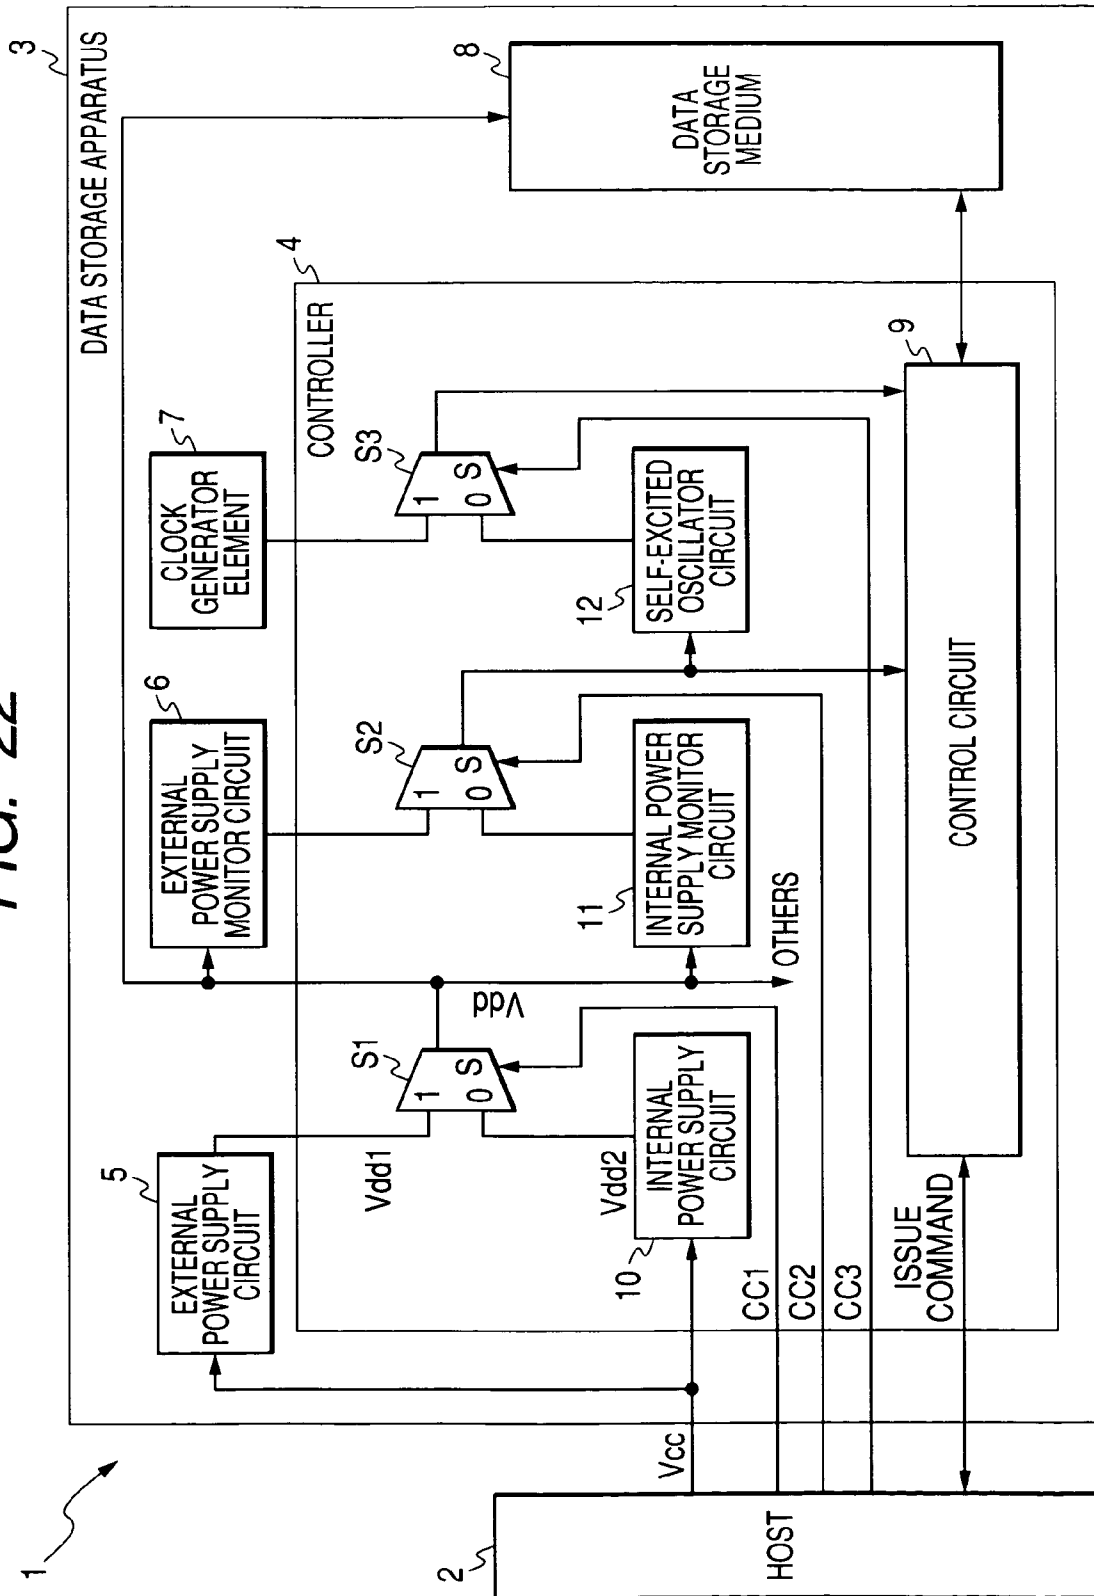 FIG. 22
1
2
HOST
3
DATA STORAGE APPARATUS
4
CONTROLLER
5
EXTERNAL
POWER SUPPLY
CIRCUIT
6
EXTERNAL
POWER SUPPLY
MONITOR CIRCUIT
7
CLOCK
GENERATOR
ELEMENT
8
DATA
STORAGE
MEDIUM
Vdd1
S1
1
0 S
Vdd
S2
1
0 S
S3
1
0 S
Vdd2
10
INTERNAL
POWER SUPPLY
CIRCUIT
11
INTERNAL POWER
SUPPLY MONITOR
CIRCUIT
12
SELF-EXCITED
OSCILLATOR
CIRCUIT
OTHERS
Vcc
CC1
CC2
CC3
ISSUE
COMMAND
9
CONTROL CIRCUIT